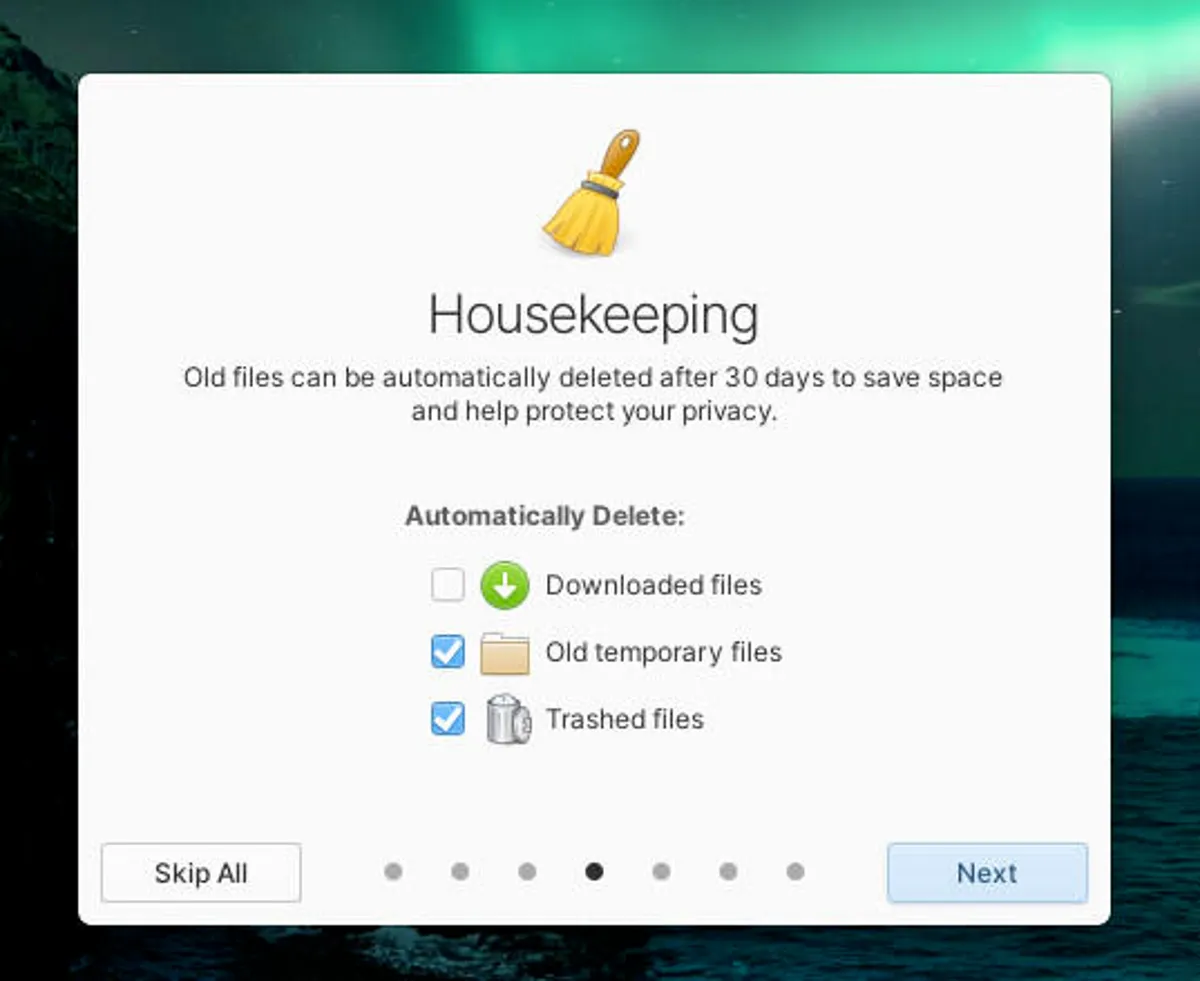 Housekeeping
Old files can be automatically deleted after 30 days to save space
and help protect your privacy.
Automatically Delete:
Downloaded files
Old temporary files
Trashed files
Skip All
Next